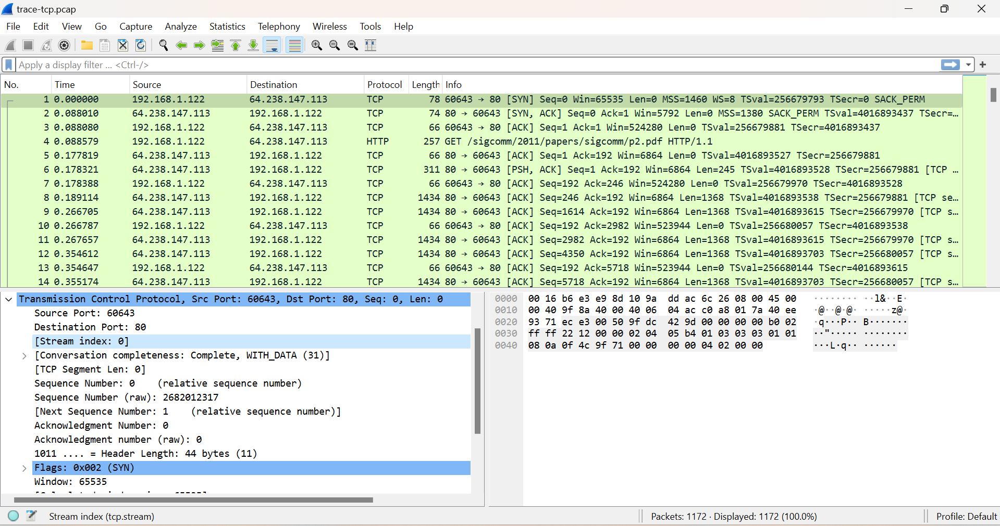 trace-tcp.pcap
File Edit View Go Capture Analyze Statistics Telephony Wireless Tools Help
Apply a display filter ... <Ctrl-/>
No. Time Source Destination Protocol Length Info
1 0.000000 192.168.1.122 64.238.147.113 TCP 78 60643 → 80 [SYN] Seq=0 Win=65535 Len=0 MSS=1460 WS=8 TSval=256679793 TSecr=0 SACK_PERM
2 0.088010 64.238.147.113 192.168.1.122 TCP 74 80 → 60643 [SYN, ACK] Seq=0 Ack=1 Win=5792 Len=0 MSS=1380 SACK_PERM TSval=4016893437 TSecr=…
3 0.088080 192.168.1.122 64.238.147.113 TCP 66 60643 → 80 [ACK] Seq=1 Ack=1 Win=524280 Len=0 TSval=256679881 TSecr=4016893437
4 0.088579 192.168.1.122 64.238.147.113 HTTP 257 GET /sigcomm/2011/papers/sigcomm/p2.pdf HTTP/1.1
5 0.177819 64.238.147.113 192.168.1.122 TCP 66 80 → 60643 [ACK] Seq=1 Ack=192 Win=6864 Len=0 TSval=4016893527 TSecr=256679881
6 0.178321 64.238.147.113 192.168.1.122 TCP 311 80 → 60643 [PSH, ACK] Seq=1 Ack=192 Win=6864 Len=245 TSval=4016893528 TSecr=256679881 [TCP …
7 0.178388 192.168.1.122 64.238.147.113 TCP 66 60643 → 80 [ACK] Seq=192 Ack=246 Win=524280 Len=0 TSval=256679970 TSecr=4016893528
8 0.189114 64.238.147.113 192.168.1.122 TCP 1434 80 → 60643 [ACK] Seq=246 Ack=192 Win=6864 Len=1368 TSval=4016893538 TSecr=256679881 [TCP se…
9 0.266705 64.238.147.113 192.168.1.122 TCP 1434 80 → 60643 [ACK] Seq=1614 Ack=192 Win=6864 Len=1368 TSval=4016893615 TSecr=256679970 [TCP s…
10 0.266787 192.168.1.122 64.238.147.113 TCP 66 60643 → 80 [ACK] Seq=192 Ack=2982 Win=523944 Len=0 TSval=256680057 TSecr=4016893538
11 0.267657 64.238.147.113 192.168.1.122 TCP 1434 80 → 60643 [ACK] Seq=2982 Ack=192 Win=6864 Len=1368 TSval=4016893615 TSecr=256679970 [TCP s…
12 0.354612 64.238.147.113 192.168.1.122 TCP 1434 80 → 60643 [ACK] Seq=4350 Ack=192 Win=6864 Len=1368 TSval=4016893703 TSecr=256680057 [TCP s…
13 0.354647 192.168.1.122 64.238.147.113 TCP 66 60643 → 80 [ACK] Seq=192 Ack=5718 Win=523944 Len=0 TSval=256680144 TSecr=4016893615
14 0.355174 64.238.147.113 192.168.1.122 TCP 1434 80 → 60643 [ACK] Seq=5718 Ack=192 Win=6864 Len=1368 TSval=4016893703 TSecr=256680057 [TCP s…
Transmission Control Protocol, Src Port: 60643, Dst Port: 80, Seq: 0, Len: 0
Source Port: 60643
Destination Port: 80
[Stream index: 0]
[Conversation completeness: Complete, WITH_DATA (31)]
[TCP Segment Len: 0]
Sequence Number: 0 (relative sequence number)
Sequence Number (raw): 2682012317
[Next Sequence Number: 1 (relative sequence number)]
Acknowledgment Number: 0
Acknowledgment number (raw): 0
1011 .... = Header Length: 44 bytes (11)
Flags: 0x002 (SYN)
Window: 65535
0000 00 16 b6 e3 e9 8d 10 9a dd ac 6c 26 08 00 45 00 ········ ··l&··E·
0010 00 40 9f 8a 40 00 40 06 04 ac c0 a8 01 7a 40 ee ·@··@·@· ·····z@·
0020 93 71 ec e3 00 50 9f dc 42 9d 00 00 00 00 b0 02 ·q···P·· B·······
0030 ff ff 22 12 00 00 02 04 05 b4 01 03 03 03 01 01 ··"····· ········
0040 08 0a 0f 4c 9f 71 00 00 00 00 04 02 00 00 ···L·q·· ······
Stream index (tcp.stream)
Packets: 1172 · Displayed: 1172 (100.0%)
Profile: Default